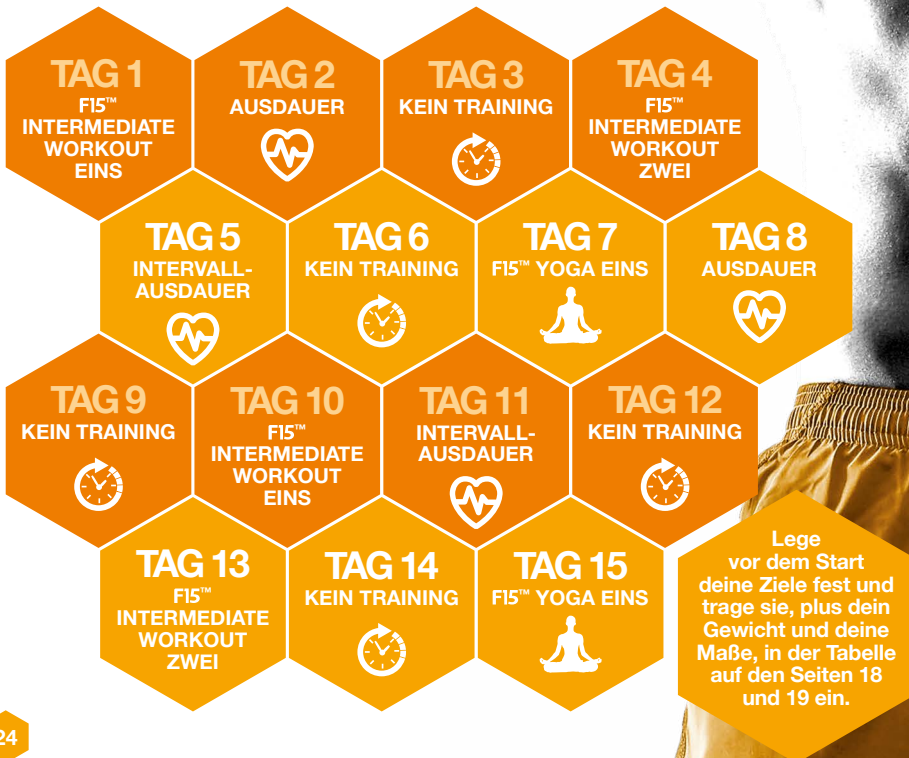 TAG 1
F15™
INTERMEDIATE
WORKOUT
EINS
TAG 2
AUSDAUER
TAG 3
KEIN TRAINING
TAG 4
F15™
INTERMEDIATE
WORKOUT
ZWEI
TAG 5
INTERVALL-
AUSDAUER
TAG 6
KEIN TRAINING
TAG 7
F15™ YOGA EINS
TAG 8
AUSDAUER
TAG 9
KEIN TRAINING
TAG 10
F15™
INTERMEDIATE
WORKOUT
EINS
TAG 11
INTERVALL-
AUSDAUER
TAG 12
KEIN TRAINING
TAG 13
F15™
INTERMEDIATE
WORKOUT
ZWEI
TAG 14
KEIN TRAINING
TAG 15
F15™ YOGA EINS
Lege
vor dem Start
deine Ziele fest und
trage sie, plus dein
Gewicht und deine
Maße, in der Tabelle
auf den Seiten 18
und 19 ein.
24